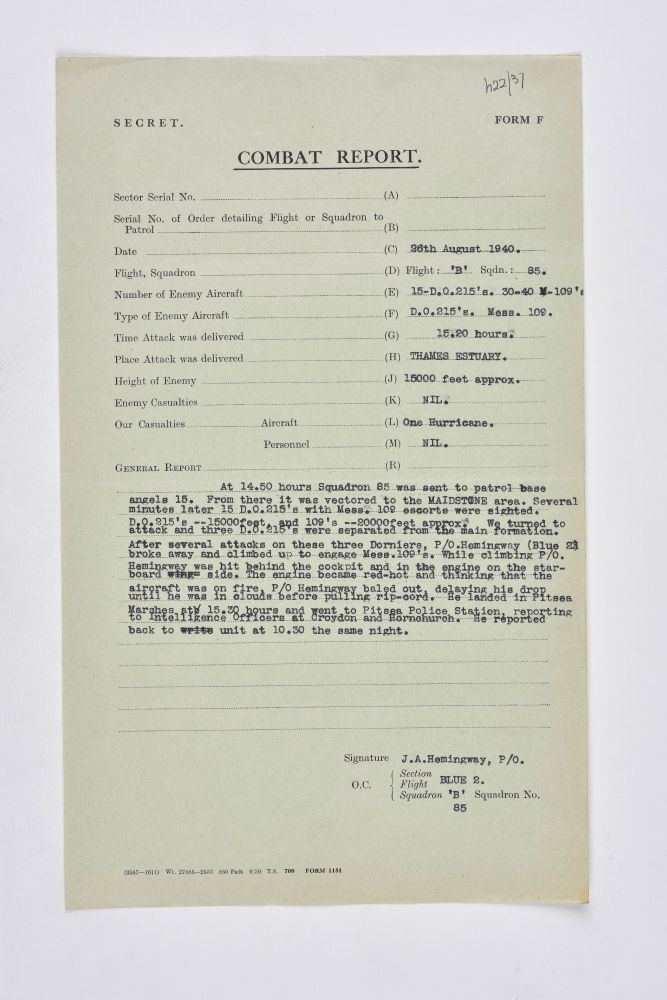 h22/37
SECRET. FORM F
COMBAT REPORT.
Sector Serial No. (A)
Serial No. of Order detailing Flight or Squadron to
Patrol (B)
Date (C) 26th August 1940.
Flight, Squadron (D) Flight: "B" Sqdn.: 85.
Number of Enemy Aircraft (E) 15-D.O.215's. 30-40 M-109's
Type of Enemy Aircraft (F) D.O.215's. Mess. 109.
Time Attack was delivered (G) 15.20 hours.
Place Attack was delivered (H) THAMES ESTUARY.
Height of Enemy (J) 15000 feet approx.
Enemy Casualties (K) NIL.
Our Casualties Aircraft (L) One Hurricane.
Personnel (M) NIL.
GENERAL REPORT (R)
At 14.50 hours Squadron 85 was sent to patrol base
angels 15. From there it was vectored to the MAIDSTONE area. Several
minutes later 15 D.O.215's with Mess. 109 escorts were sighted.
D.O.215's --15000feet, and 109's --20000feet approx. We turned to
attack and three D.O.215's were separated from the main formation.
After several attacks on these three Dorniers, P/O.Hemingway (Blue 2)
broke away and climbed up to engage Mess.109's. While climbing P/O.
Hemingway was hit behind the cockpit and in the engine on the star-
board wing= side. The engine became red-hot and thinking that the
aircraft was on fire, P/O Hemingway baled out, delaying his drop
until he was in clouds before pulling rip-cord. He landed in Pitsea
Marshes at 15.30 hours and went to Pitsea Police Station, reporting
to Intelligence Officers at Croydon and Hornchurch. He reported
back to write unit at 10.30 the same night.
Signature J.A.Hemingway, P/O.
Section
O.C. Flight BLUE 2.
Squadron "B" Squadron No.
85
(3567—1611) Wt. 27885—2553 850 Pads 9/39 T.S. 700 FORM 1151